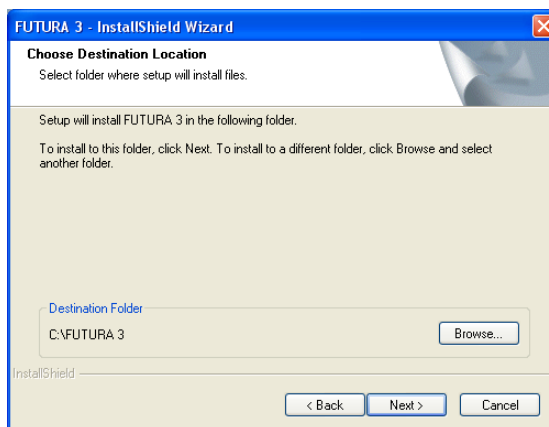 FUTURA 3 - InstallShield Wizard
Choose Destination Location
Select folder where setup will install files.
Setup will install FUTURA 3 in the following folder.
To install to this folder, click Next. To install to a different folder, click Browse and select
another folder.
Destination Folder
C:\FUTURA 3
Browse...
InstallShield
< Back
Next >
Cancel